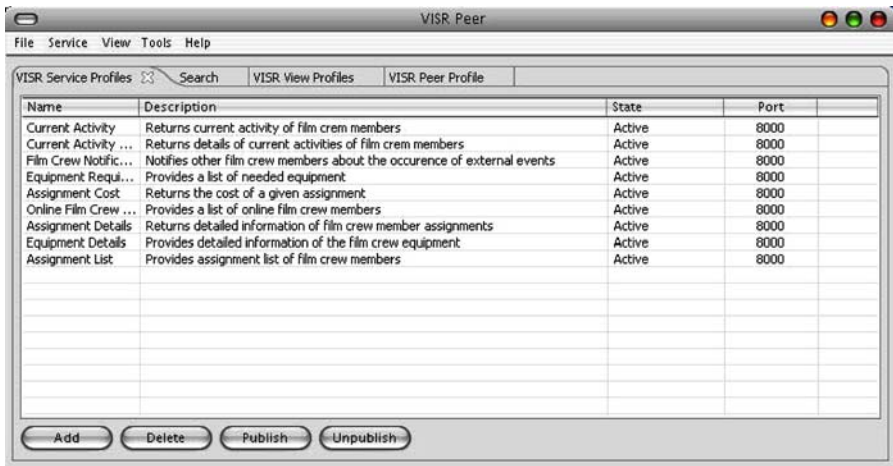 VISR Peer
File Service View Tools Help
VISR Service Profiles Search VISR View Profiles VISR Peer Profile
Name Description State Port
Current Activity Returns current activity of film crem members Active 8000
Current Activity ... Returns details of current activities of film crem members Active 8000
Film Crew Notific... Notifies other film crew members about the occurence of external events Active 8000
Equipment Requi... Provides a list of needed equipment Active 8000
Assignment Cost Returns the cost of a given assignment Active 8000
Online Film Crew ... Provides a list of online film crew members Active 8000
Assignment Details Returns detailed information of film crew member assignments Active 8000
Equipment Details Provides detailed information of the film crew equipment Active 8000
Assignment List Provides assignment list of film crew members Active 8000
Add Delete Publish Unpublish